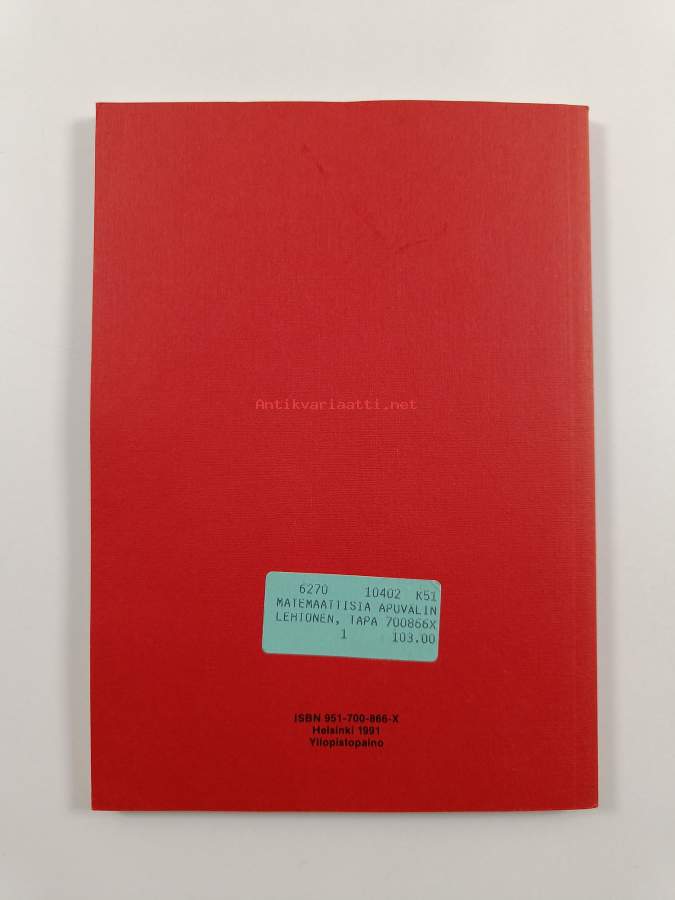 Antikvariaatti.net
6270 10402 K51
MATEMAATTISIA APUVALIN
LEHTONEN, TAPA 700866X
1 103.00
ISBN 951-700-866-X
Helsinki 1991
Yliopistopaino